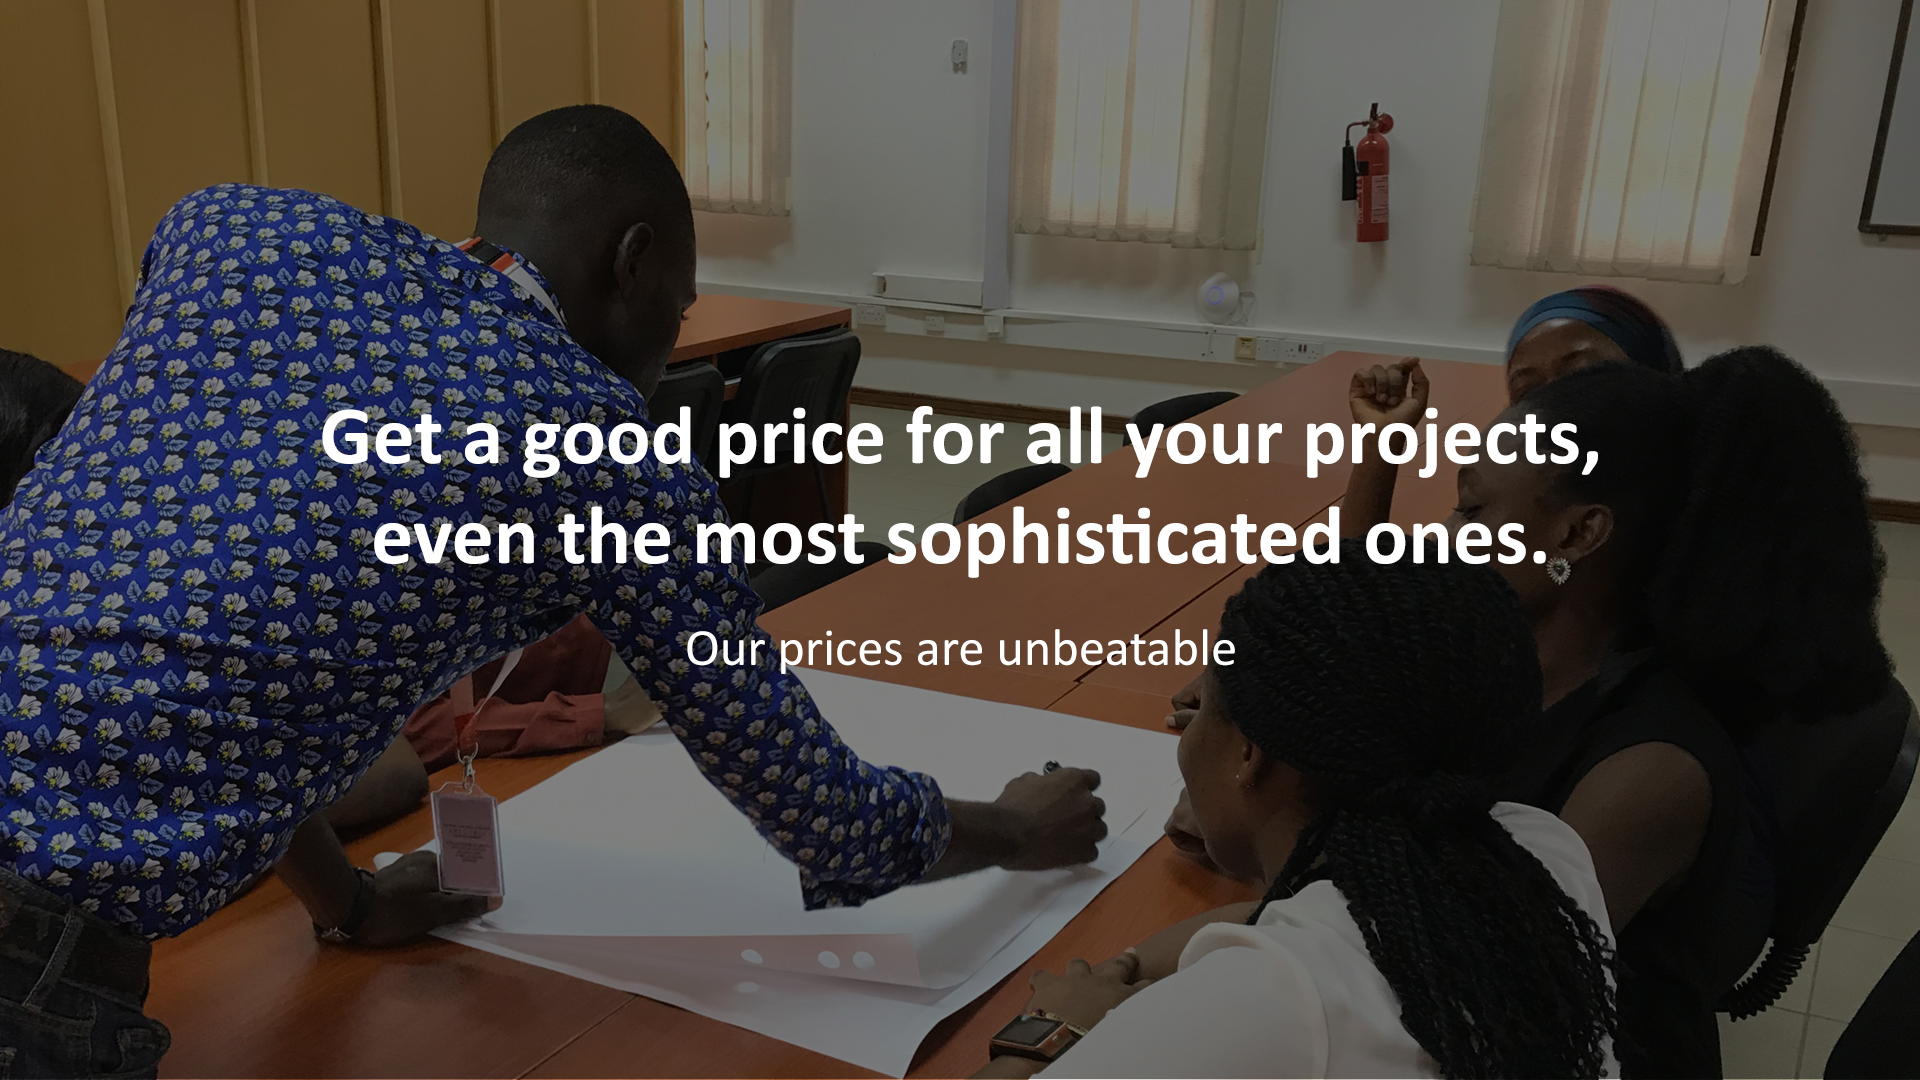 Get a good price for all your projects,
even the most sophisticated ones.
Our prices are unbeatable